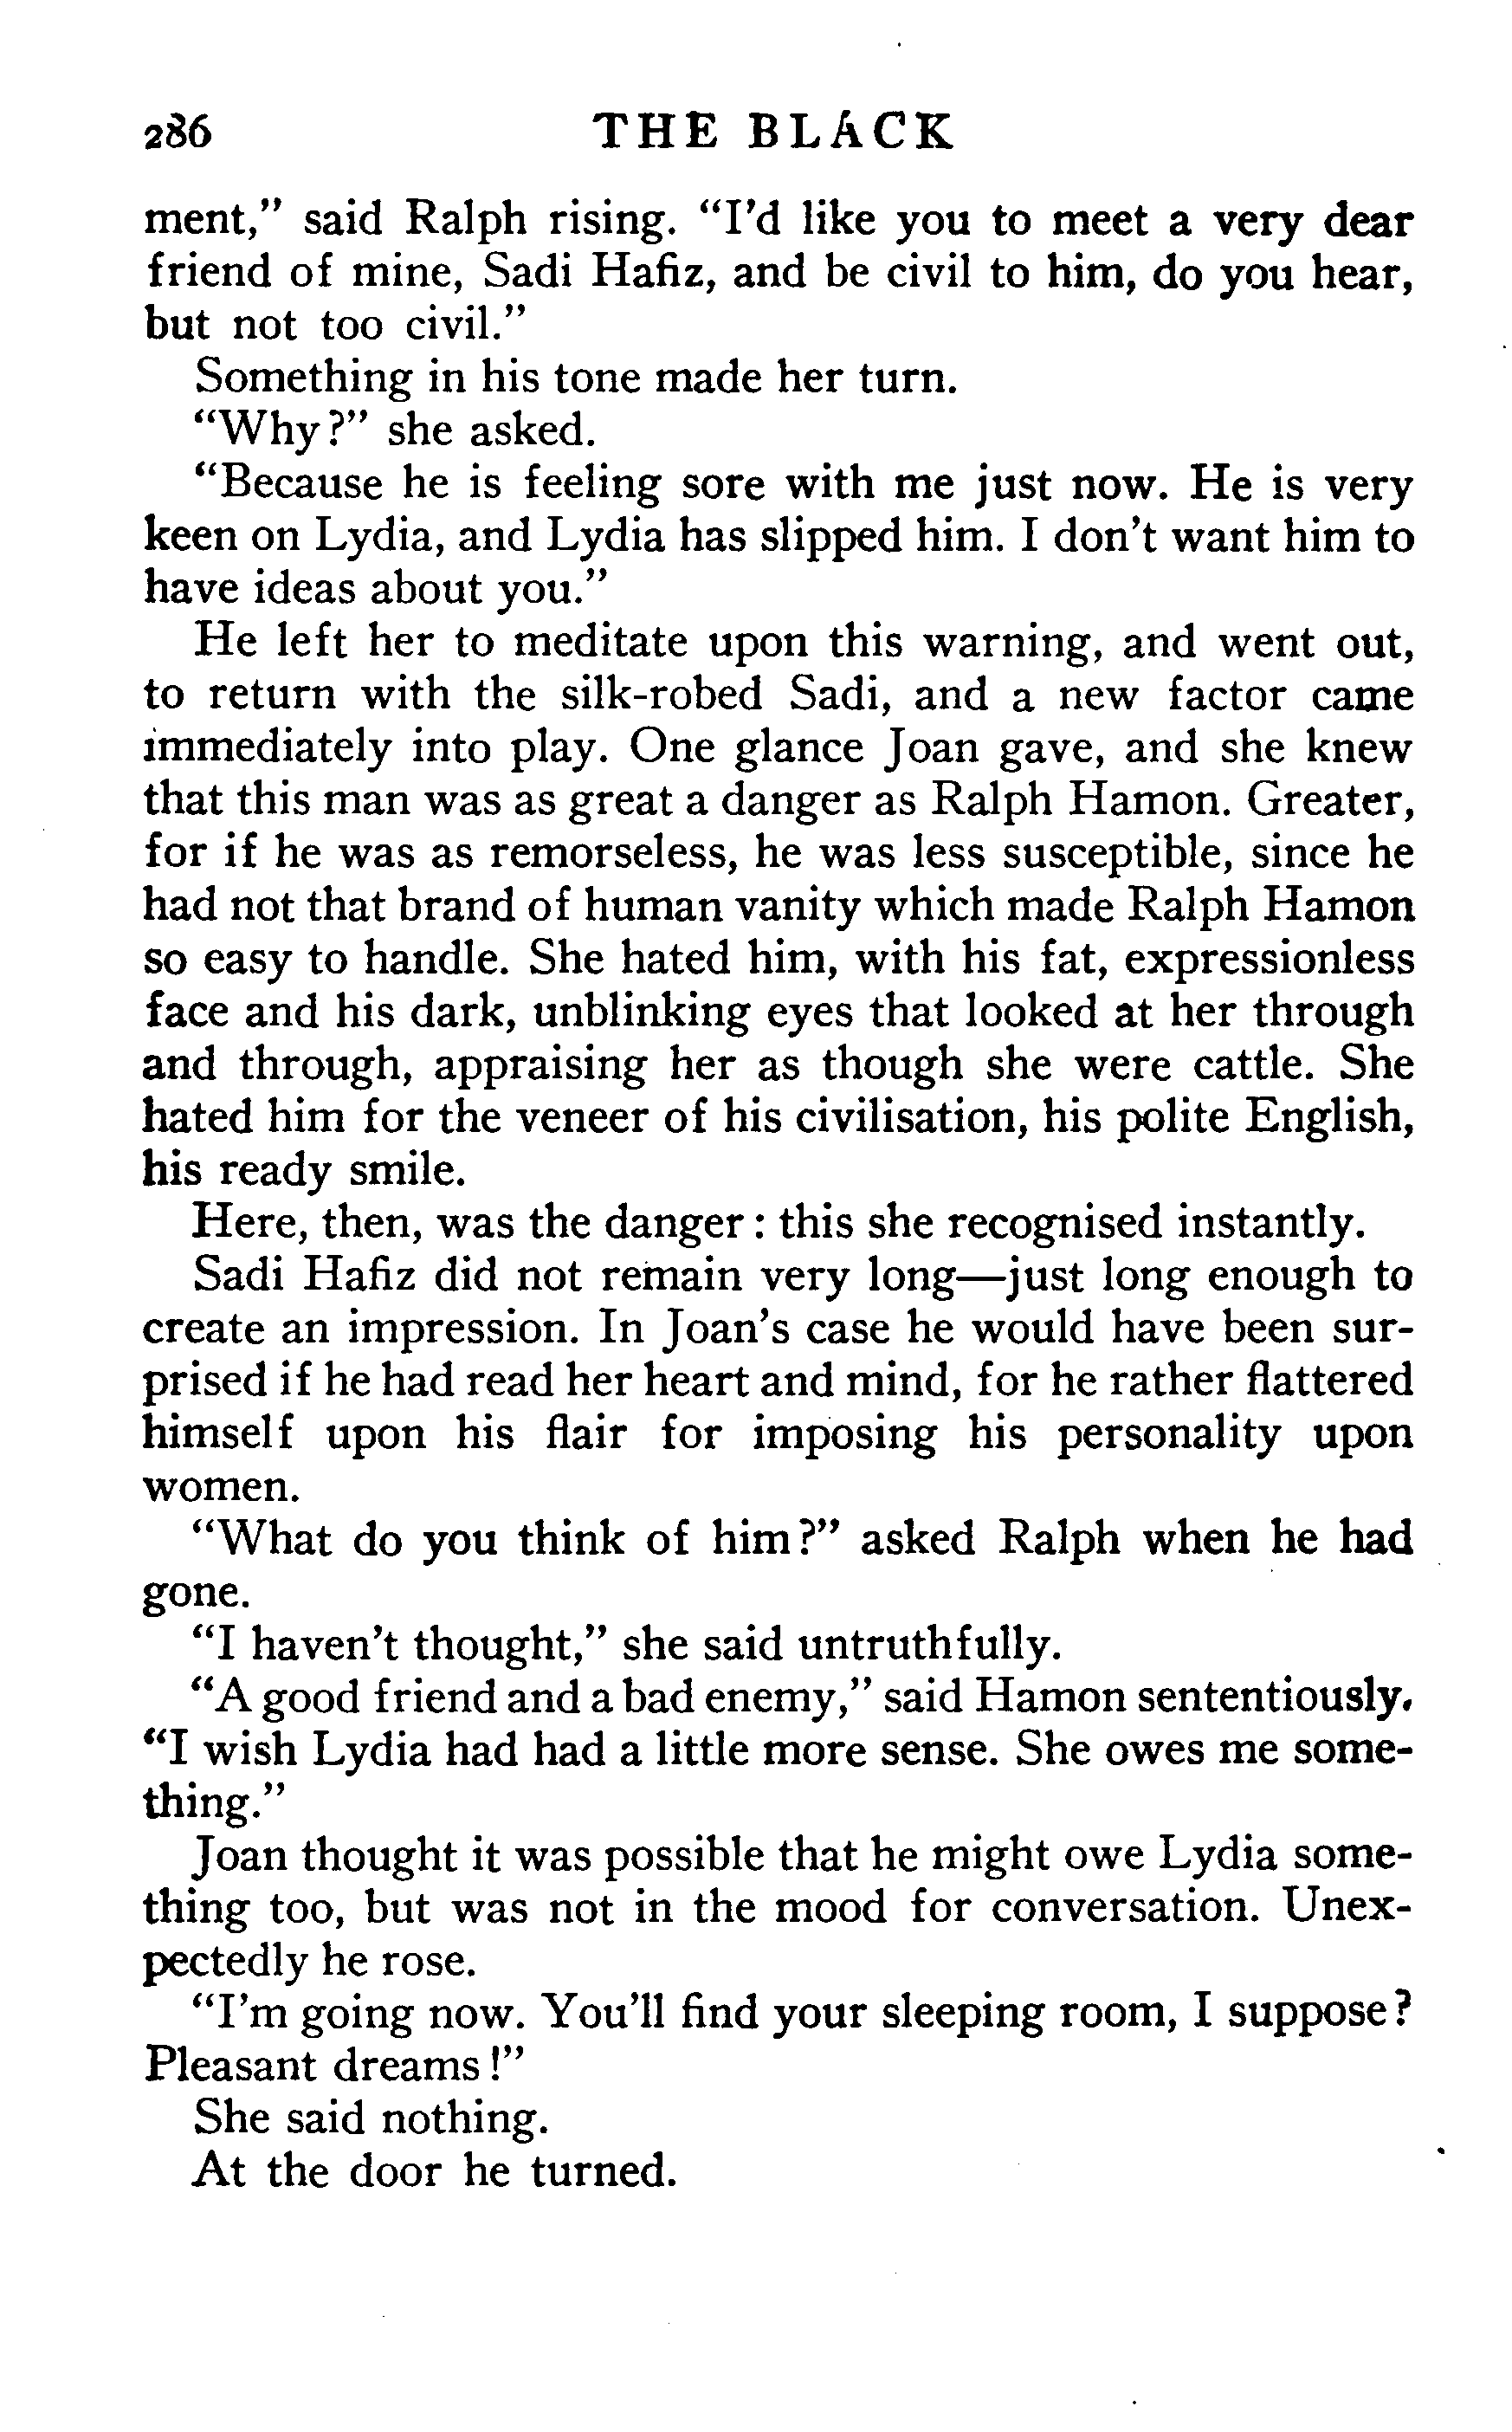 286 THE BLACK
ment," said Ralph rising. "I'd like you to meet a very dear
friend of mine, Sadi Hafiz, and be civil to him, do you hear,
but not too civil."
Something in his tone made her turn.
"Why?" she asked.
"Because he is feeling sore with me just now. He is very
keen on Lydia, and Lydia has slipped him. I don't want him to
have ideas about you."
He left her to meditate upon this warning, and went out,
to return with the silk-robed Sadi, and a new factor came
immediately into play. One glance Joan gave, and she knew
that this man was as great a danger as Ralph Hamon. Greater,
for if he was as remorseless, he was less susceptible, since he
had not that brand of human vanity which made Ralph Hamon
so easy to handle. She hated him, with his fat, expressionless
face and his dark, unblinking eyes that looked at her through
and through, appraising her as though she were cattle. She
hated him for the veneer of his civilisation, his polite English,
his ready smile.
Here, then, was the danger: this she recognised instantly.
Sadi Hafiz did not remain very long—just long enough to
create an impression. In Joan's case he would have been sur-
prised if he had read her heart and mind, for he rather flattered
himself upon his flair for imposing his personality upon
women.
"What do you think of him?" asked Ralph when he had
gone.
"I haven't thought," she said untruthfully.
"A good friend and a bad enemy," said Hamon sententiously.
"I wish Lydia had had a little more sense. She owes me some-
thing."
Joan thought it was possible that he might owe Lydia some-
thing too, but was not in the mood for conversation. Unex-
pectedly he rose.
"I'm going now. You'll find your sleeping room, I suppose?
Pleasant dreams!"
She said nothing.
At the door he turned.